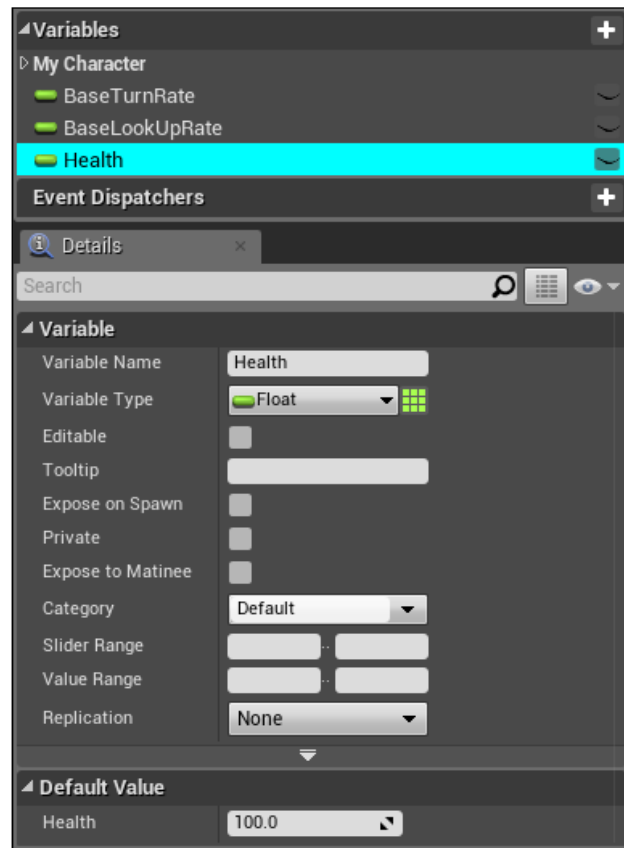 Variables
My Character
BaseTurnRate
BaseLookUpRate
Health
Event Dispatchers
Details
Search
Variable
Variable Name Health
Variable Type Float
Editable
Tooltip
Expose on Spawn
Private
Expose to Matinee
Category Default
Slider Range ..
Value Range ..
Replication None
Default Value
Health 100.0